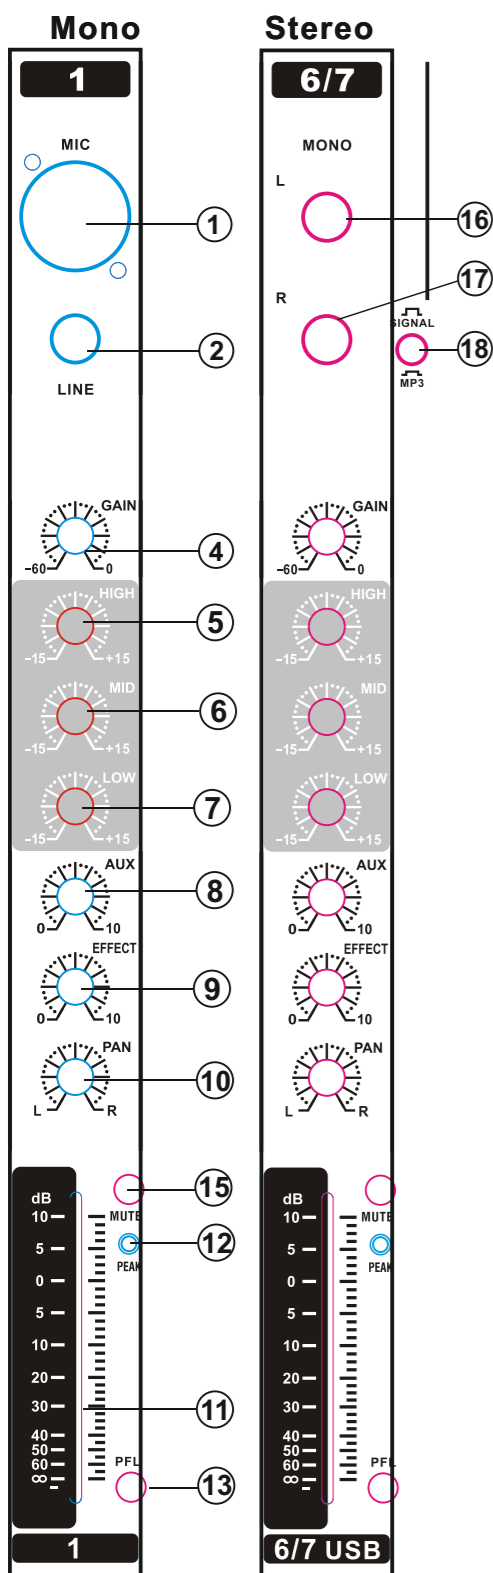 Mono
1
MIC
1
2
LINE
GAIN
4
-60 0
HIGH
5
-15 +15
MID
6
-15 +15
LOW
7
-15 +15
AUX
8
0 10
EFFECT
9
0 10
PAN
10
L R
15
dB
MUTE
10
12
5
PEAK
0
5
10
20
30
11
40
50
60
PFL
∞
13
1
Stereo
6/7
MONO
L
16
17
R
SIGNAL
18
MP3
GAIN
-60 0
HIGH
-15 +15
MID
-15 +15
LOW
-15 +15
AUX
0 10
EFFECT
0 10
PAN
L R
dB
MUTE
10
5
PEAK
0
5
10
20
30
40
50
60
PFL
∞
6/7 USB